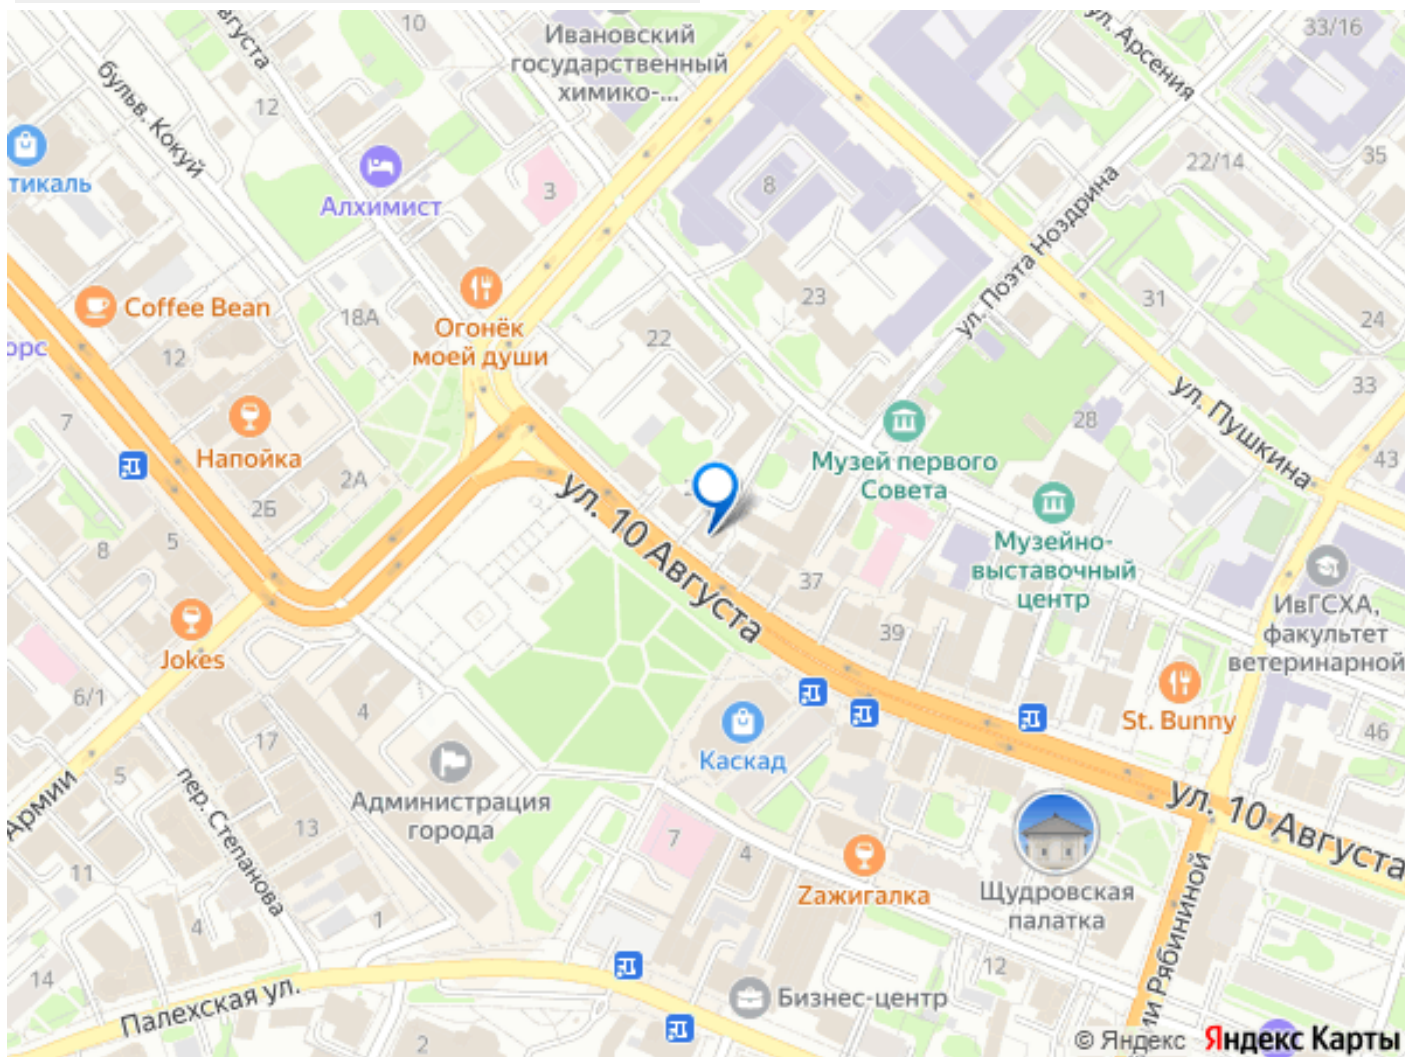 10
Ивановский
государственный
химико-...
ул. Арсения
33/16
вгуста
бульв. Кокуй
12
тикаль
Алхимист
3
8
22/14
35
ул. Поэта Ноздрина
Coffee Bean
18А
Огонёк
моей души
23
22
31
24
орс
12
7
Напойка
2А
2Б
5
8
33
ул. Пушкина
28
43
Музей первого
Совета
ул. 10 Августа
Музейно-
выставочный
центр
37
39
ИвГСХА,
факультет
ветеринарной
Jokes
6/1
4
17
St. Bunny
46
Каскад
Администрация
города
5
Армии
пер. Степанова
13
11
4
1
7
4
ул. 10 Августа
Zажигалка
Щудровская
палатка
14
Палехская ул.
12
Бизнес-центр
2
ии Рябининой
© Яндекс Яндекс Карты